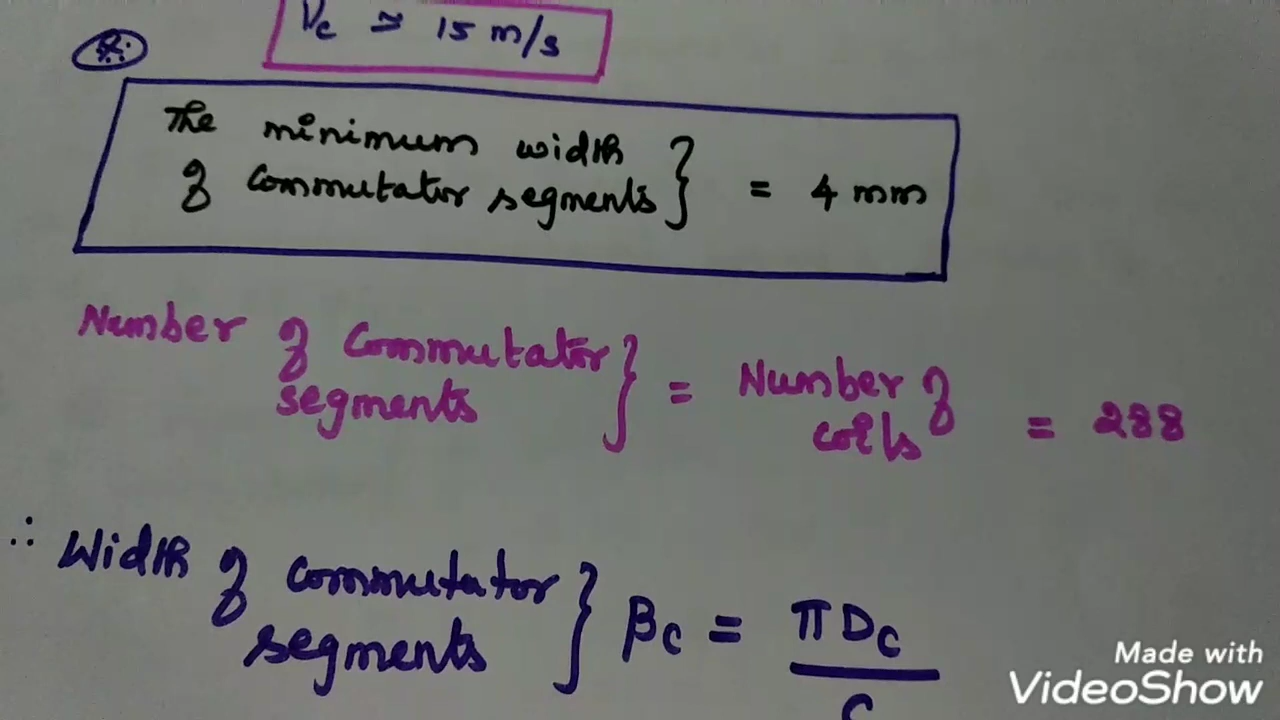 Vc ≃ 15 m/s
The minimum width
of commutator segments } = 4 mm
Number of Commutator
segments } = Number of
coils = 288
∴ Width of commutator
segments } βc = πDc
C
Made with
VideoShow